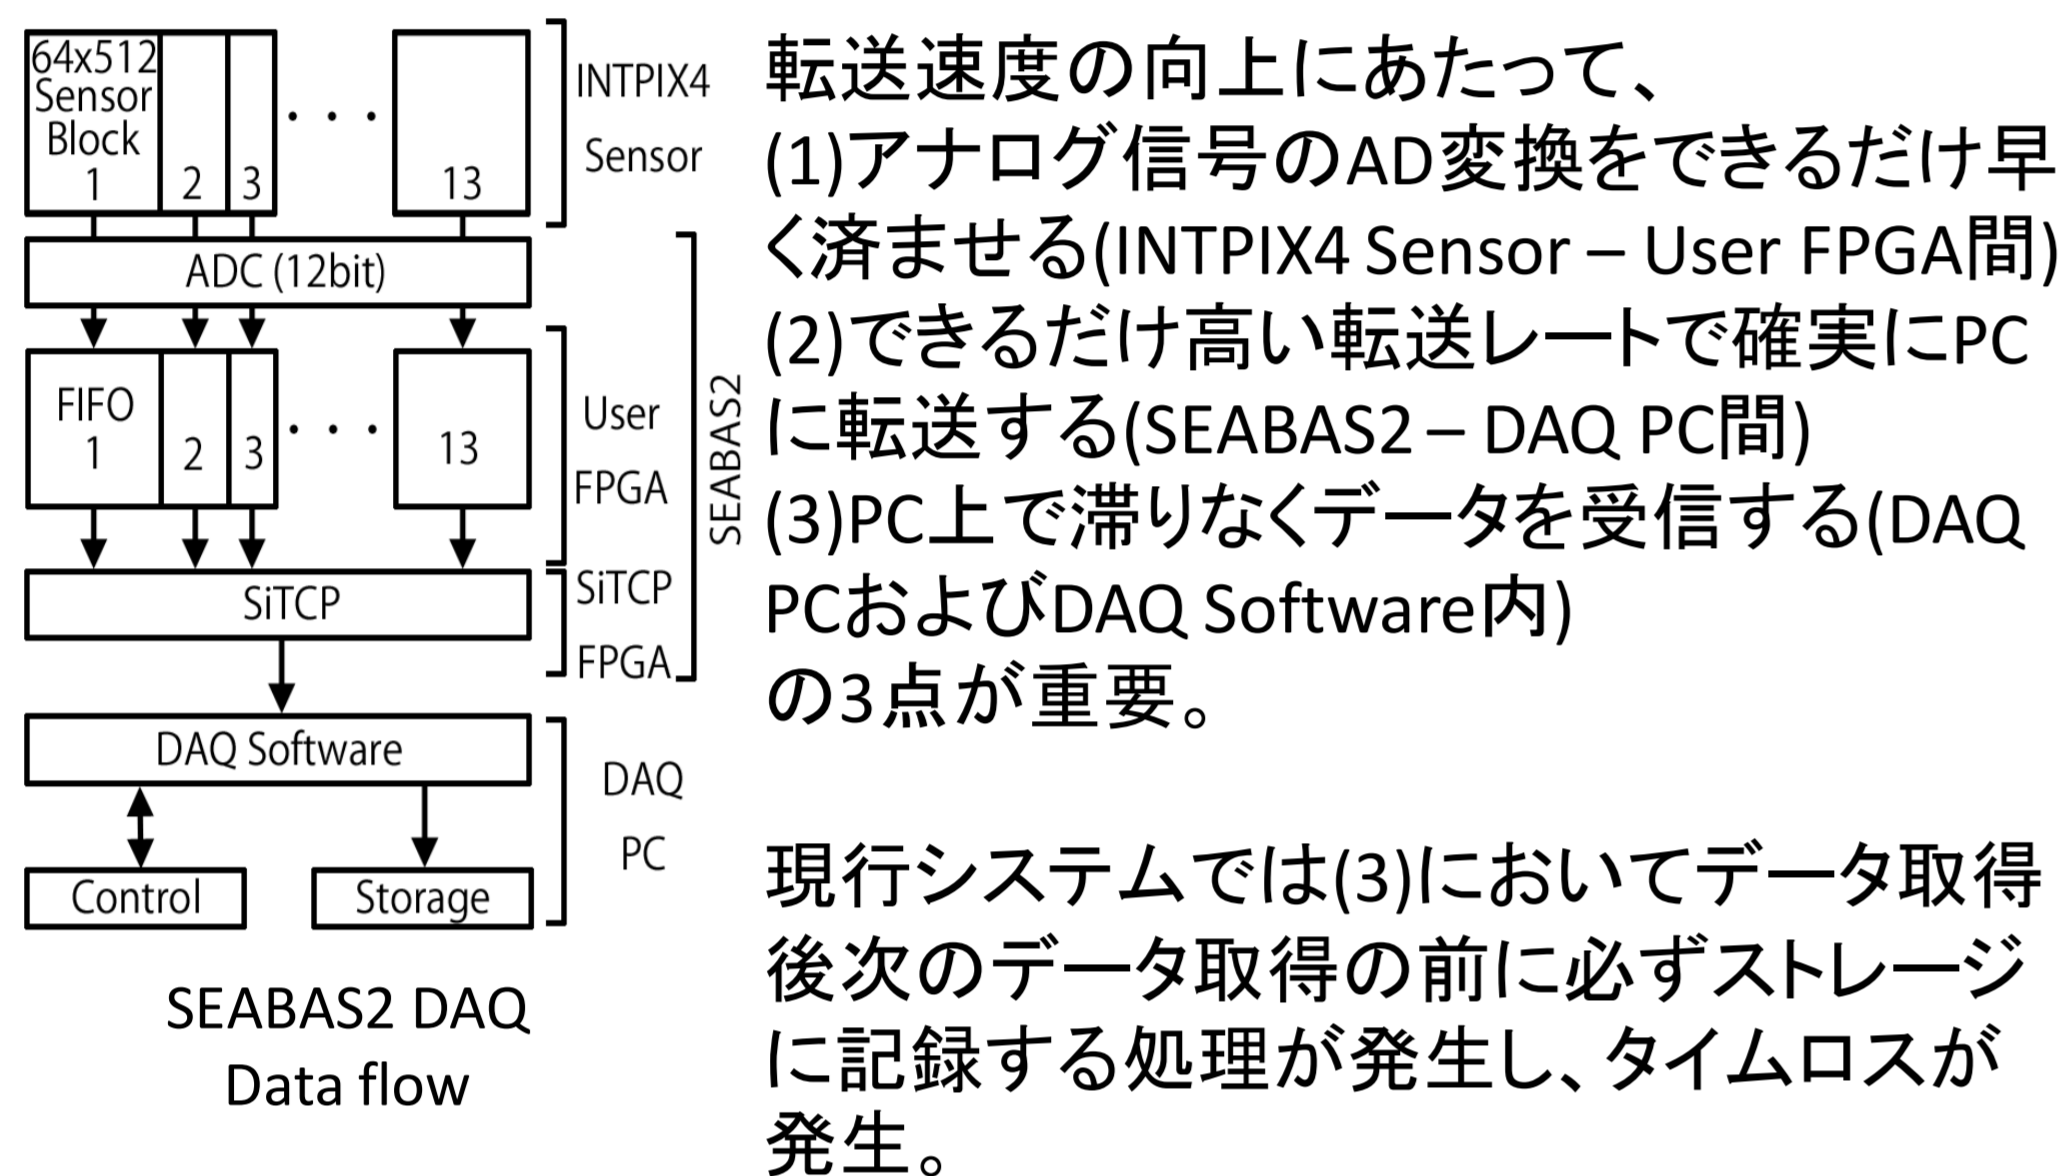 64x512
Sensor
Block
1
2
3
・・・
13
INTPIX4
Sensor
ADC (12bit)
FIFO
1
2
3
・・・
13
User
FPGA
SEABAS2
SiTCP
SiTCP
FPGA
DAQ Software
DAQ
PC
Control
Storage
SEABAS2 DAQ
Data flow
転送速度の向上にあたって、
(1)アナログ信号のAD変換をできるだけ早
く済ませる(INTPIX4 Sensor – User FPGA間)
(2)できるだけ高い転送レートで確実にPC
に転送する(SEABAS2 – DAQ PC間)
(3)PC上で滞りなくデータを受信する(DAQ
PCおよびDAQ Software内)
の3点が重要。
現行システムでは(3)においてデータ取得
後次のデータ取得の前に必ずストレージ
に記録する処理が発生し、タイムロスが
発生。